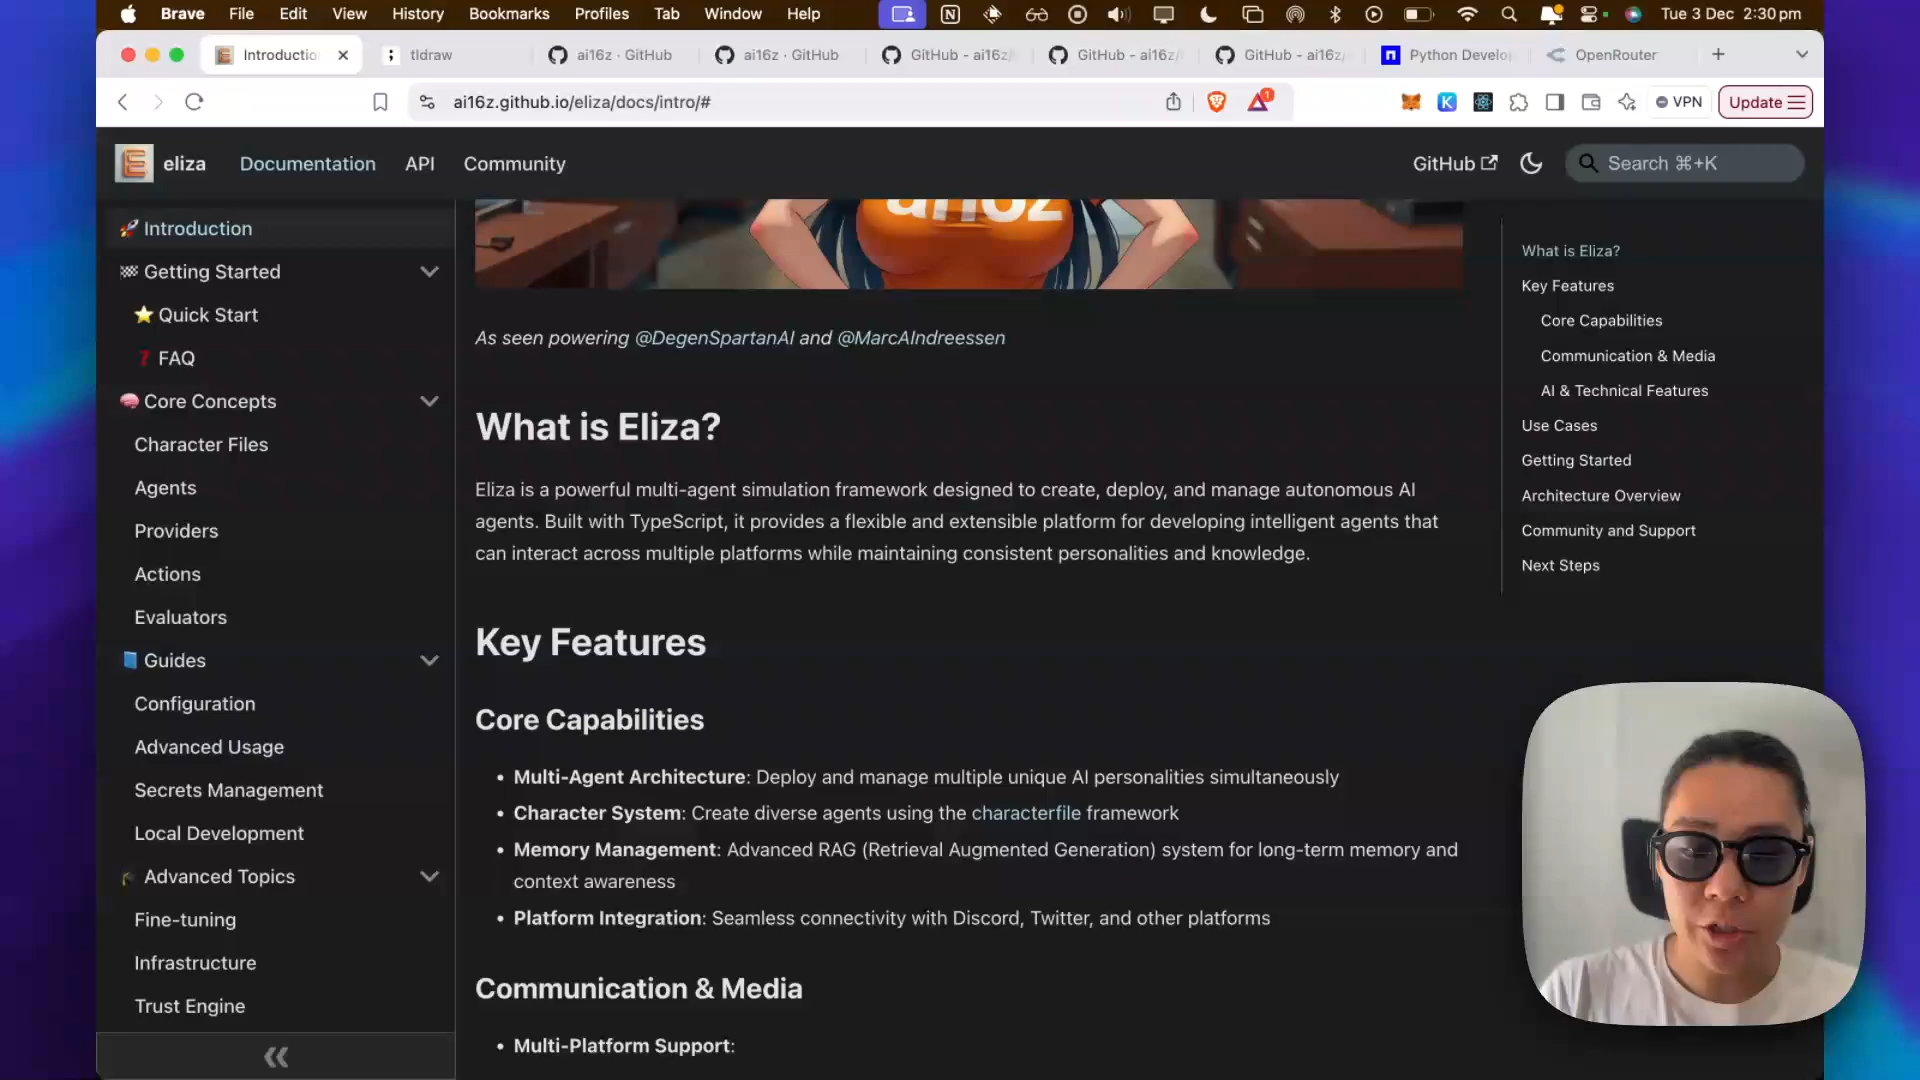 Brave File Edit View History Bookmarks Profiles Tab Window Help Tue 3 Dec 2:30 pm
Introductio tldraw ai16z · GitHub ai16z · GitHub GitHub - ai16z/ GitHub - ai16z/ GitHub - ai16z/ Python Develo OpenRouter
ai16z.github.io/eliza/docs/intro/# 1 K VPN Update
eliza Documentation API Community GitHub Search ⌘+K
Introduction
Getting Started
Quick Start
FAQ
Core Concepts
Character Files
Agents
Providers
Actions
Evaluators
Guides
Configuration
Advanced Usage
Secrets Management
Local Development
Advanced Topics
Fine-tuning
Infrastructure
Trust Engine
ai16z
As seen powering @DegenSpartanAI and @MarcAIndreessen
What is Eliza?
Eliza is a powerful multi-agent simulation framework designed to create, deploy, and manage autonomous AI
agents. Built with TypeScript, it provides a flexible and extensible platform for developing intelligent agents that
can interact across multiple platforms while maintaining consistent personalities and knowledge.
Key Features
Core Capabilities
• Multi-Agent Architecture: Deploy and manage multiple unique AI personalities simultaneously
• Character System: Create diverse agents using the characterfile framework
• Memory Management: Advanced RAG (Retrieval Augmented Generation) system for long-term memory and
context awareness
• Platform Integration: Seamless connectivity with Discord, Twitter, and other platforms
Communication & Media
• Multi-Platform Support:
What is Eliza?
Key Features
Core Capabilities
Communication & Media
AI & Technical Features
Use Cases
Getting Started
Architecture Overview
Community and Support
Next Steps